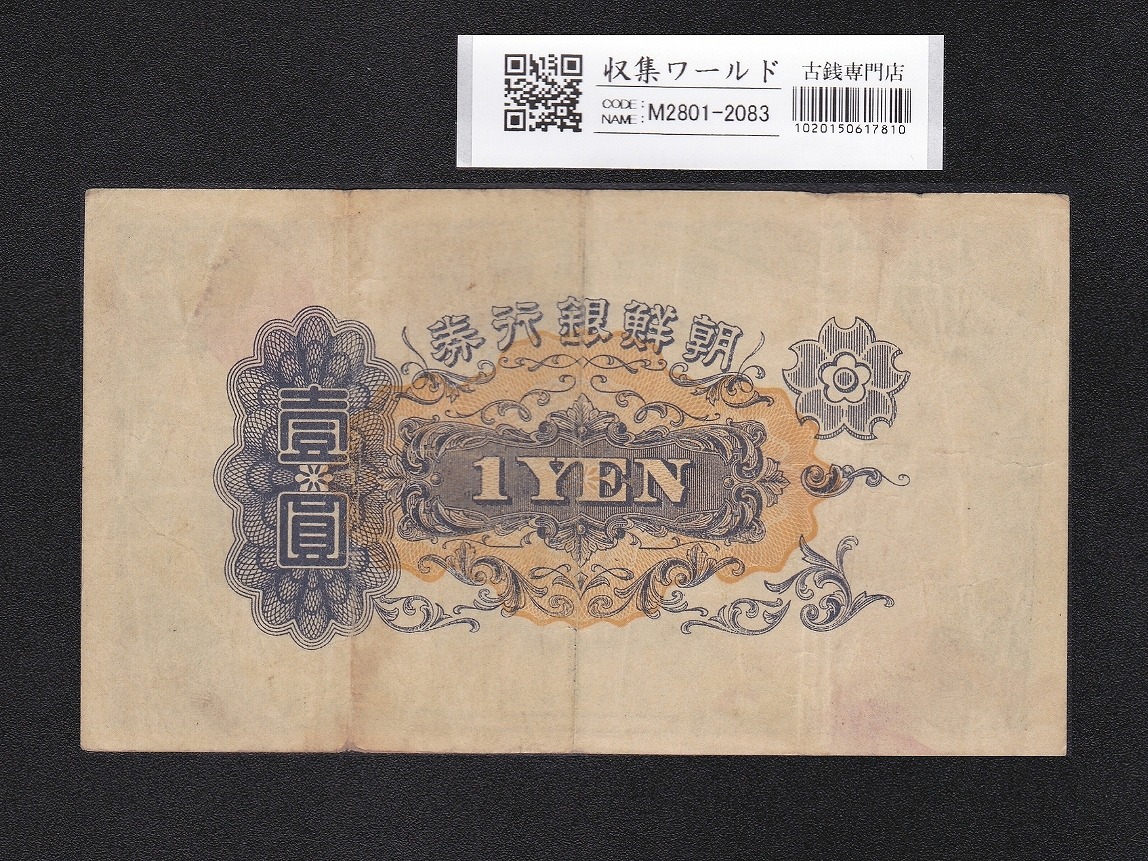 収集ワールド
古銭専門店
CODE:
NAME:
M2801-2083
1020150617810
券行銀鮮朝
壹圓
1 YEN